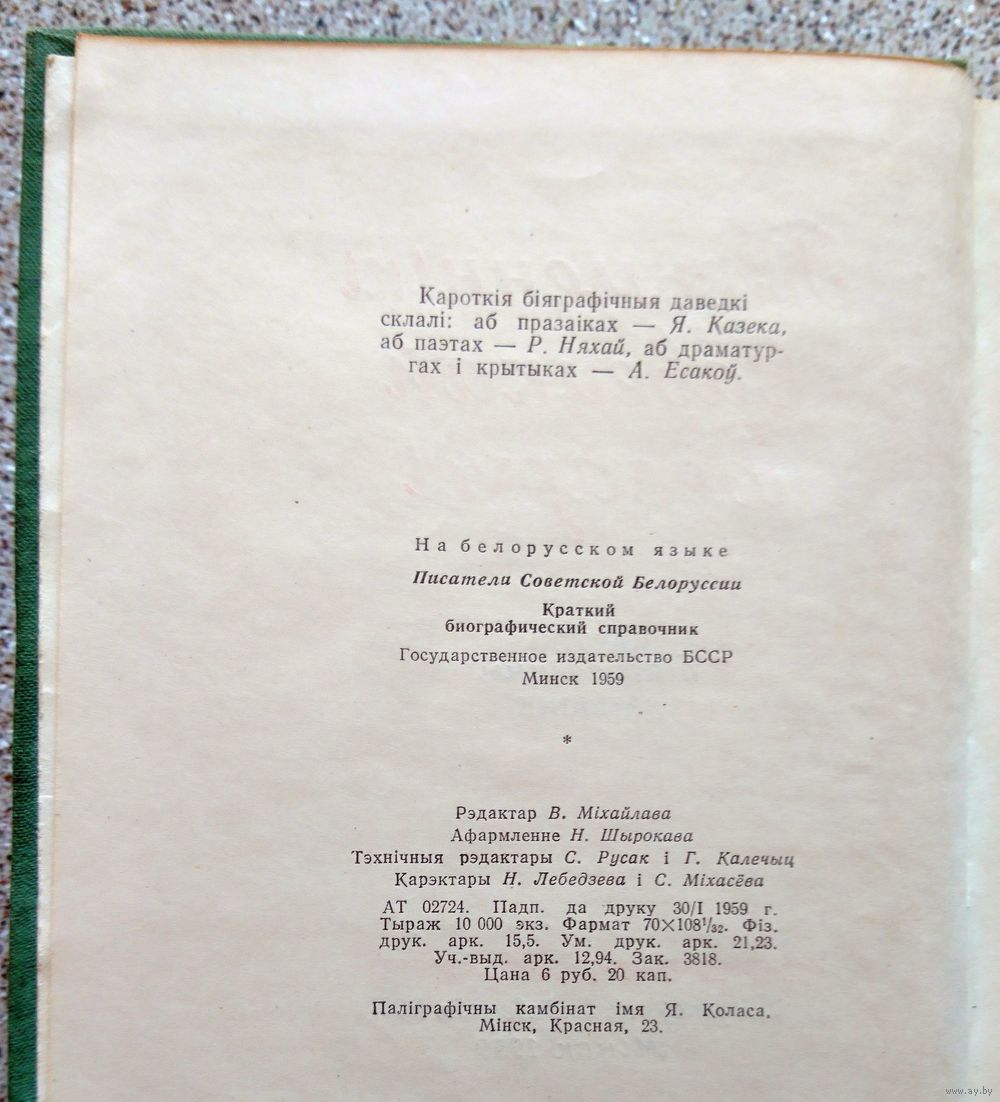 Кароткія біяграфічныя даведкі
склалі: аб празаіках — Я. Казека,
аб паэтах — Р. Няхай, аб драматур-
гах і крытыках — А. Есакоў.
На белорусском языке
Писатели Советской Белоруссии
Краткий
биографический справочник
Государственное издательство БССР
Минск 1959
*
Рэдактар В. Міхайлава
Афармленне Н. Шырокава
Тэхнічныя рэдактары С. Русак і Г. Калечыц
Карэктары Н. Лебедзева і С. Міхасёва
АТ 02724. Падп. да друку 30/I 1959 г.
Тыраж 10 000 экз. Фармат 70×108¹/₃₂. Фіз.
друк. арк. 15,5. Ум. друк. арк. 21,23.
Уч.-выд. арк. 12,94. Зак. 3818.
Цана 6 руб. 20 кап.
Паліграфічны камбінат імя Я. Коласа.
Мінск, Красная, 23.
www.ay.by